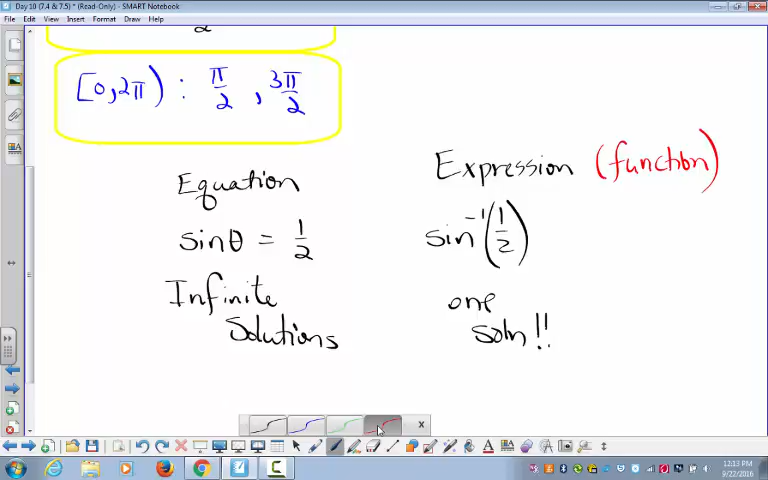 Day 10 (7.4 & 7.5) * (Read-Only) - SMART Notebook
File Edit View Insert Format Draw Help
2
[0,2π) : π/2 , 3π/2
Equation
sinθ = 1/2
Infinite
Solutions
Expression (function)
sin⁻¹(1/2)
one
soln!!
x
A
12:13 PM
9/22/2016